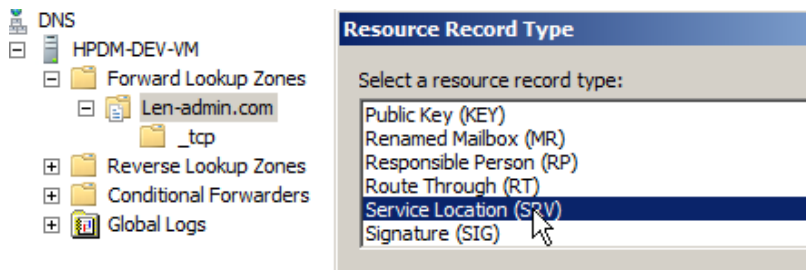 DNS
HPDM-DEV-VM
Forward Lookup Zones
Len-admin.com
_tcp
Reverse Lookup Zones
Conditional Forwarders
Global Logs
Resource Record Type
Select a resource record type:
Public Key (KEY)
Renamed Mailbox (MR)
Responsible Person (RP)
Route Through (RT)
Service Location (SRV)
Signature (SIG)